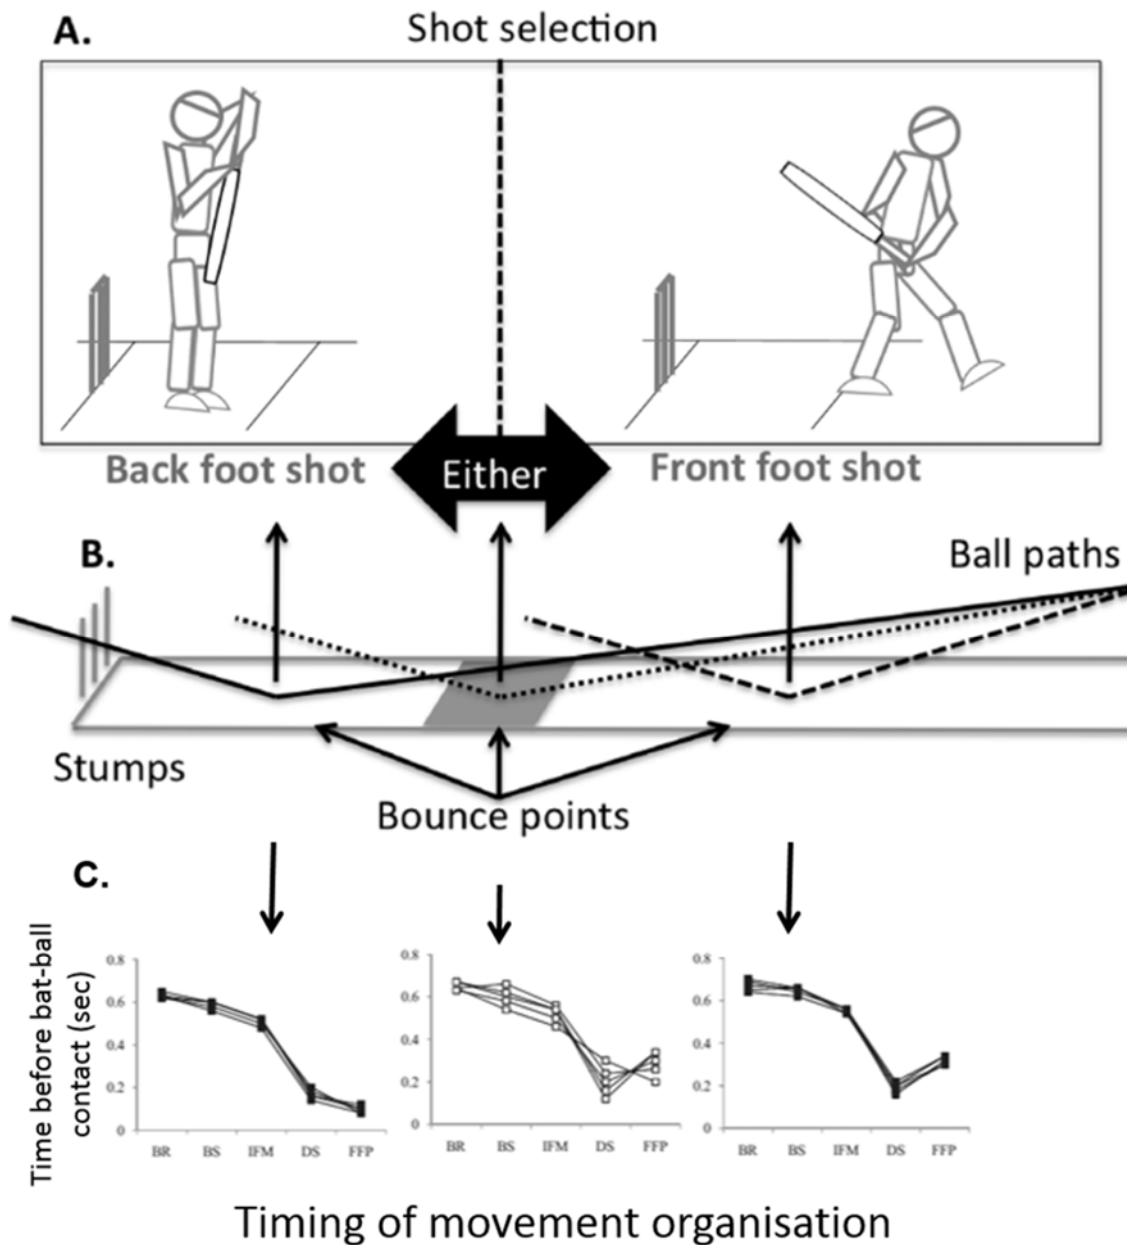 A.
Shot selection
Back foot shot
Either
Front foot shot
B.
Ball paths
Stumps
Bounce points
C.
Time before bat-ball
contact (sec)
0.8
0.6
0.4
0.2
0
BR BS IFM DS FFP
0.8
0.6
0.4
0.2
0
BR BS IFM DS FFP
0.8
0.6
0.4
0.2
0
BR BS IFM DS FFP
Timing of movement organisation